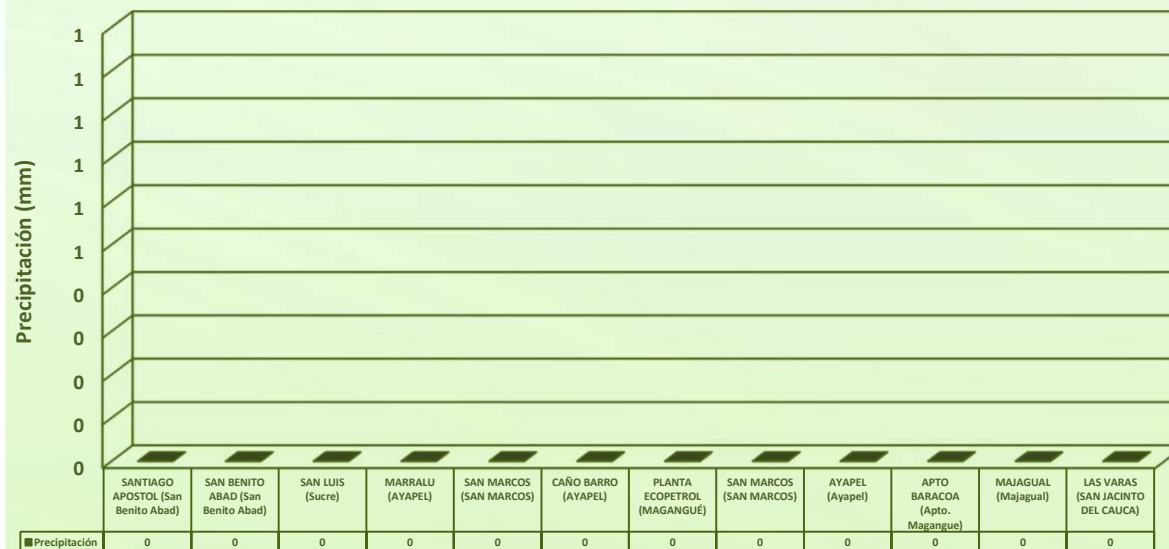 Precipitación (mm)
1
1
1
1
1
1
0
0
0
0
0
SANTIAGO
APOSTOL (San
Benito Abad)
SAN BENITO
ABAD (San
Benito Abad)
SAN LUIS
(Sucre)
MARRALU
(AYAPEL)
SAN MARCOS
(SAN MARCOS)
CAÑO BARRO
(AYAPEL)
PLANTA
ECOPETROL
(MAGANGUÉ)
SAN MARCOS
(SAN MARCOS)
AYAPEL
(Ayapel)
APTO
BARACOA
(Apto.
Magangue)
MAJAGUAL
(Majagual)
LAS VARAS
(SAN JACINTO
DEL CAUCA)
Precipitación 0 0 0 0 0 0 0 0 0 0 0 0